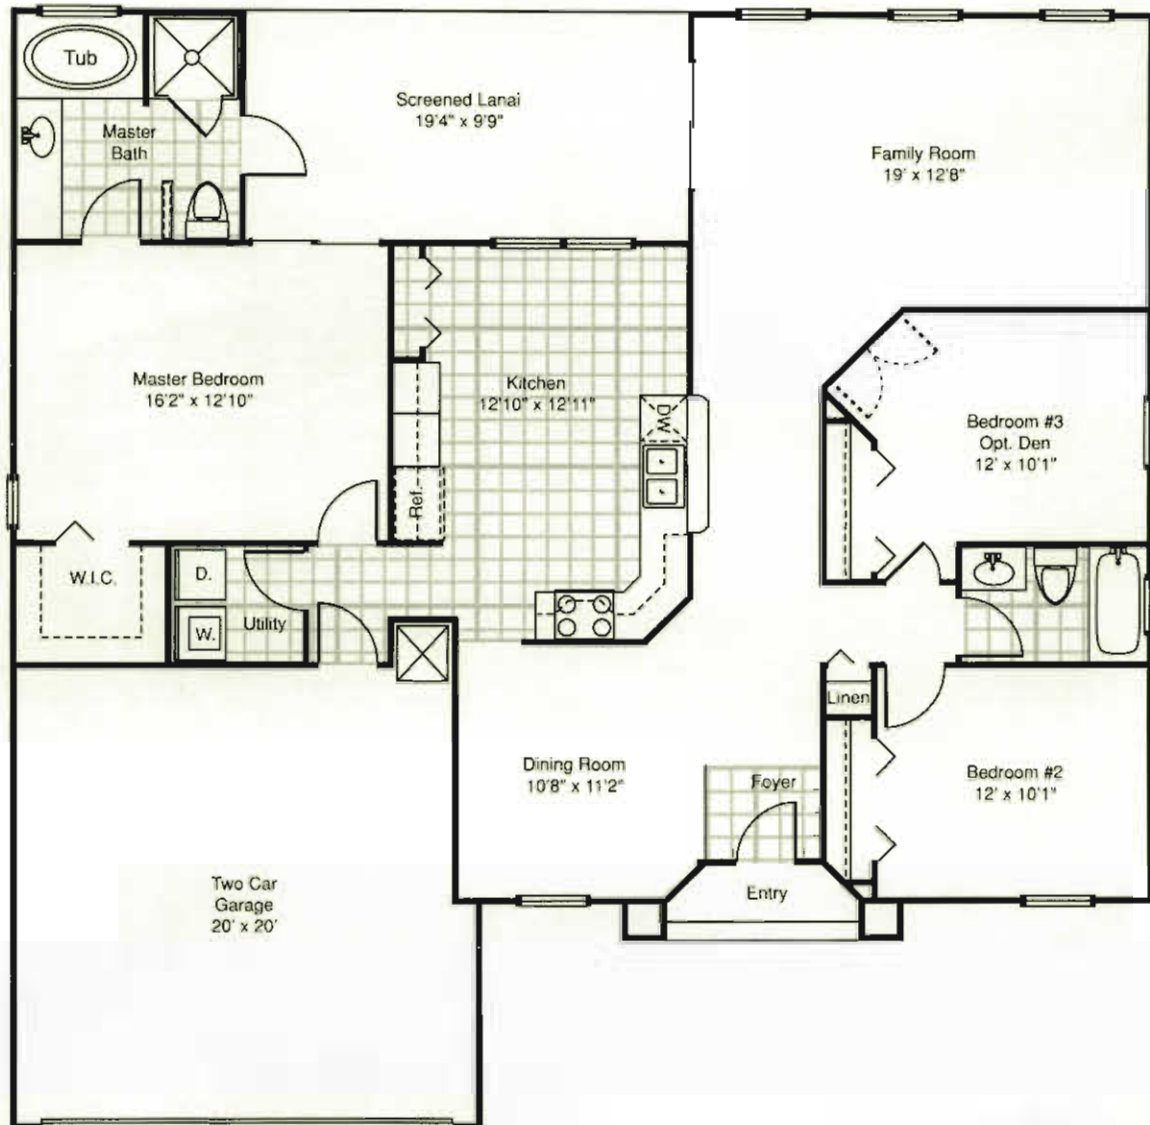 Tub
Master
Bath
Screened Lanai
19'4" x 9'9"
Family Room
19' x 12'8"
Master Bedroom
16'2" x 12'10"
Kitchen
12'10" x 12'11"
DW
Ref.
Bedroom #3
Opt. Den
12' x 10'1"
W.I.C.
D.
W.
Utility
Linen
Dining Room
10'8" x 11'2"
Foyer
Bedroom #2
12' x 10'1"
Entry
Two Car
Garage
20' x 20'